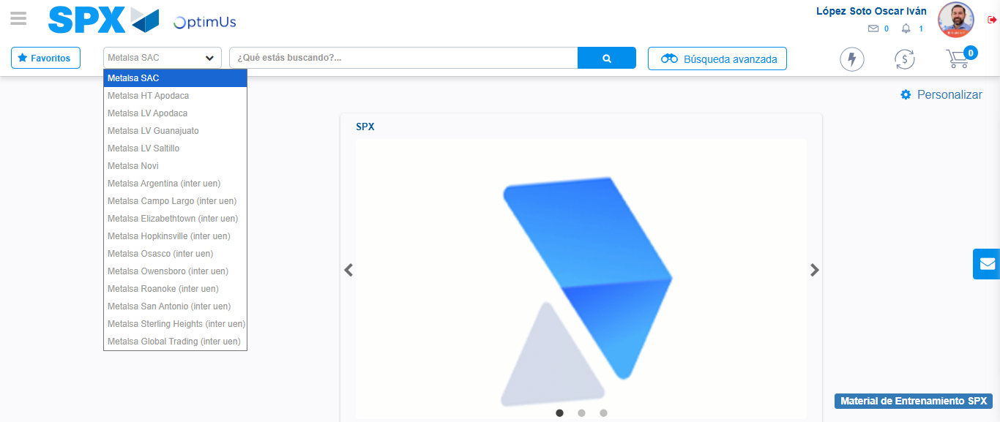 SPX OptimUs
López Soto Oscar Iván
0 1
Favoritos
Metalsa SAC
¿Qué estás buscando?...
Búsqueda avanzada
0
Metalsa SAC
Metalsa HT Apodaca
Metalsa LV Apodaca
Metalsa LV Guanajuato
Metalsa LV Saltillo
Metalsa Novi
Metalsa Argentina (inter uen)
Metalsa Campo Largo (inter uen)
Metalsa Elizabethtown (inter uen)
Metalsa Hopkinsville (inter uen)
Metalsa Osasco (inter uen)
Metalsa Owensboro (inter uen)
Metalsa Roanoke (inter uen)
Metalsa San Antonio (inter uen)
Metalsa Sterling Heights (inter uen)
Metalsa Global Trading (inter uen)
Personalizar
SPX
Material de Entrenamiento SPX